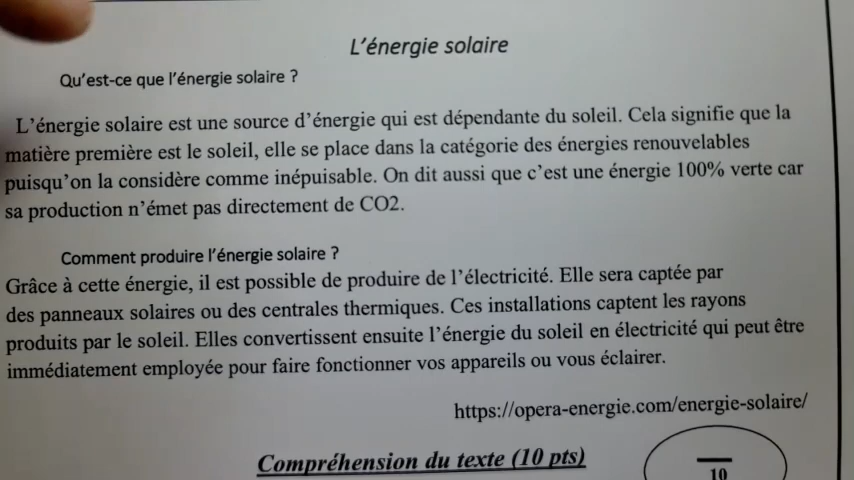 L'énergie solaire
Qu'est-ce que l'énergie solaire ?
L'énergie solaire est une source d'énergie qui est dépendante du soleil. Cela signifie que la
matière première est le soleil, elle se place dans la catégorie des énergies renouvelables
puisqu'on la considère comme inépuisable. On dit aussi que c'est une énergie 100% verte car
sa production n'émet pas directement de CO2.
Comment produire l'énergie solaire ?
Grâce à cette énergie, il est possible de produire de l'électricité. Elle sera captée par
des panneaux solaires ou des centrales thermiques. Ces installations captent les rayons
produits par le soleil. Elles convertissent ensuite l'énergie du soleil en électricité qui peut être
immédiatement employée pour faire fonctionner vos appareils ou vous éclairer.
https://opera-energie.com/energie-solaire/
Compréhension du texte (10 pts)
10